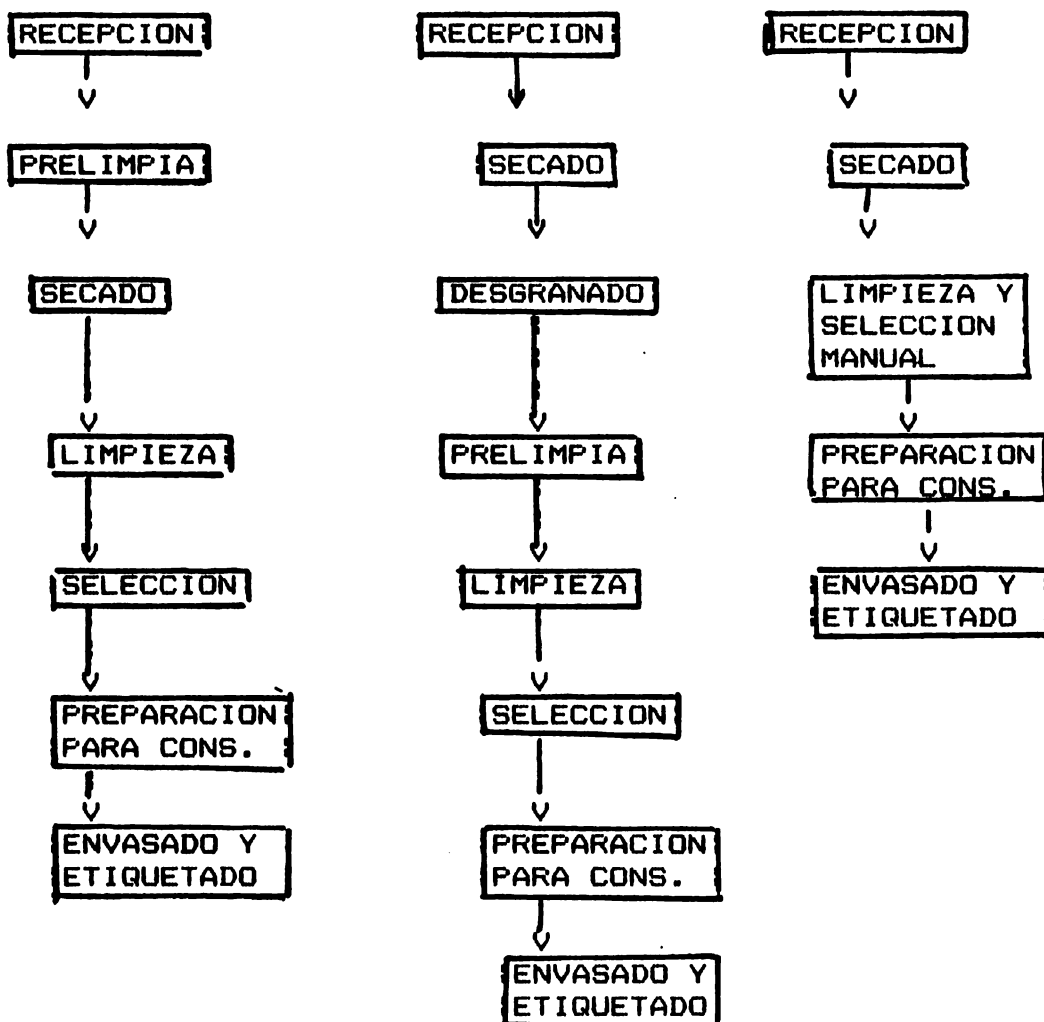 RECEPCION
PRELIMPIA
SECADO
LIMPIEZA
SELECCION
PREPARACION
PARA CONS.
ENVASADO Y
ETIQUETADO
RECEPCION
SECADO
DESGRANADO
PRELIMPIA
LIMPIEZA
SELECCION
PREPARACION
PARA CONS.
ENVASADO Y
ETIQUETADO
RECEPCION
SECADO
LIMPIEZA Y
SELECCION
MANUAL
PREPARACION
PARA CONS.
ENVASADO Y
ETIQUETADO